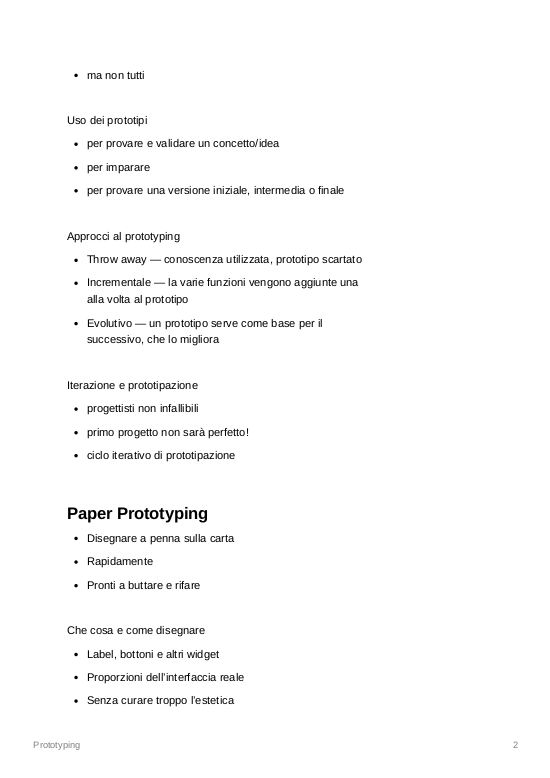 • ma non tutti
Uso dei prototipi
• per provare e validare un concetto/idea
• per imparare
• per provare una versione iniziale, intermedia o finale
Approcci al prototyping
• Throw away — conoscenza utilizzata, prototipo scartato
• Incrementale — la varie funzioni vengono aggiunte una
alla volta al prototipo
• Evolutivo — un prototipo serve come base per il
successivo, che lo migliora
Iterazione e prototipazione
• progettisti non infallibili
• primo progetto non sarà perfetto!
• ciclo iterativo di prototipazione
Paper Prototyping
• Disegnare a penna sulla carta
• Rapidamente
• Pronti a buttare e rifare
Che cosa e come disegnare
• Label, bottoni e altri widget
• Proporzioni dell'interfaccia reale
• Senza curare troppo l'estetica
Prototyping 2